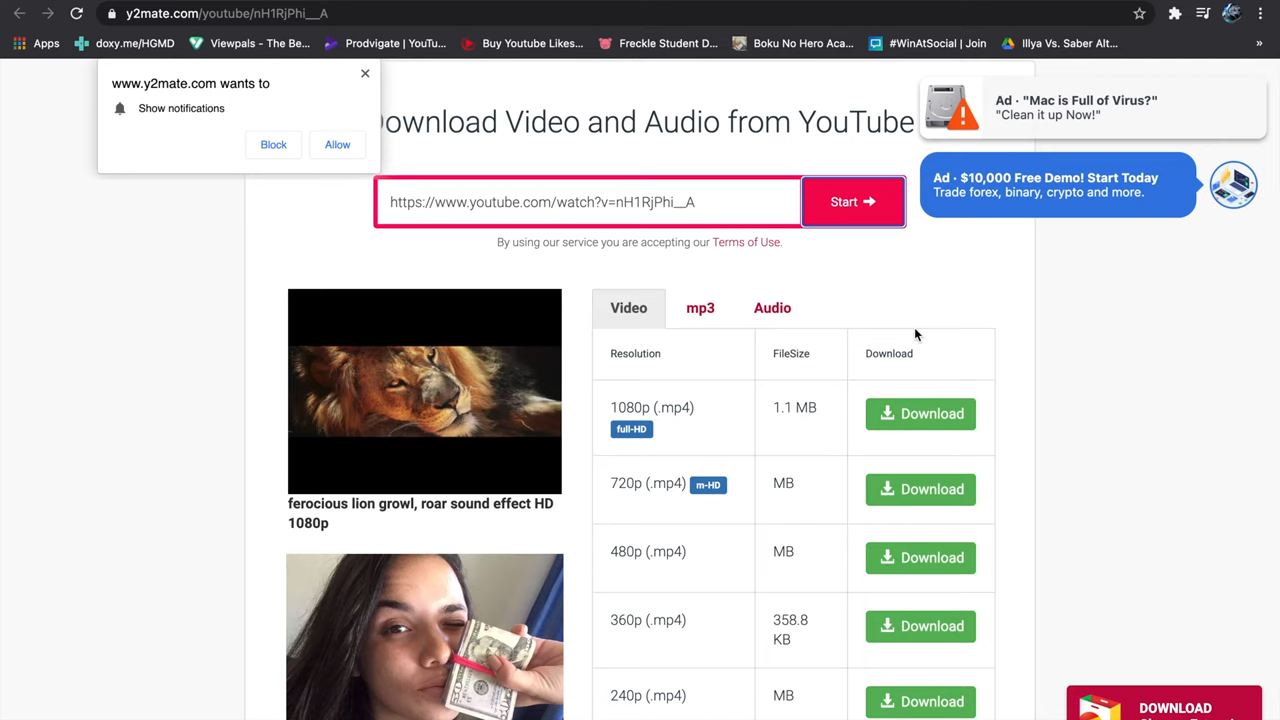 y2mate.com/youtube/nH1RjPhi__A
Apps
doxy.me/HGMD
Viewpals - The Be...
Prodvigate | YouTu...
Buy Youtube Likes...
Freckle Student D...
Boku No Hero Aca...
#WinAtSocial | Join
Illya Vs. Saber Alt...
»
www.y2mate.com wants to
Show notifications
Block
Allow
Download Video and Audio from YouTube
Ad · "Mac is Full of Virus?"
"Clean it up Now!"
Ad · $10,000 Free Demo! Start Today
Trade forex, binary, crypto and more.
https://www.youtube.com/watch?v=nH1RjPhi__A
Start
By using our service you are accepting our Terms of Use.
Video
mp3
Audio
Resolution
FileSize
Download
1080p (.mp4)
full-HD
1.1 MB
Download
720p (.mp4) m-HD
MB
Download
480p (.mp4)
MB
Download
360p (.mp4)
358.8
KB
Download
240p (.mp4)
MB
Download
ferocious lion growl, roar sound effect HD
1080p
DOWNLOAD